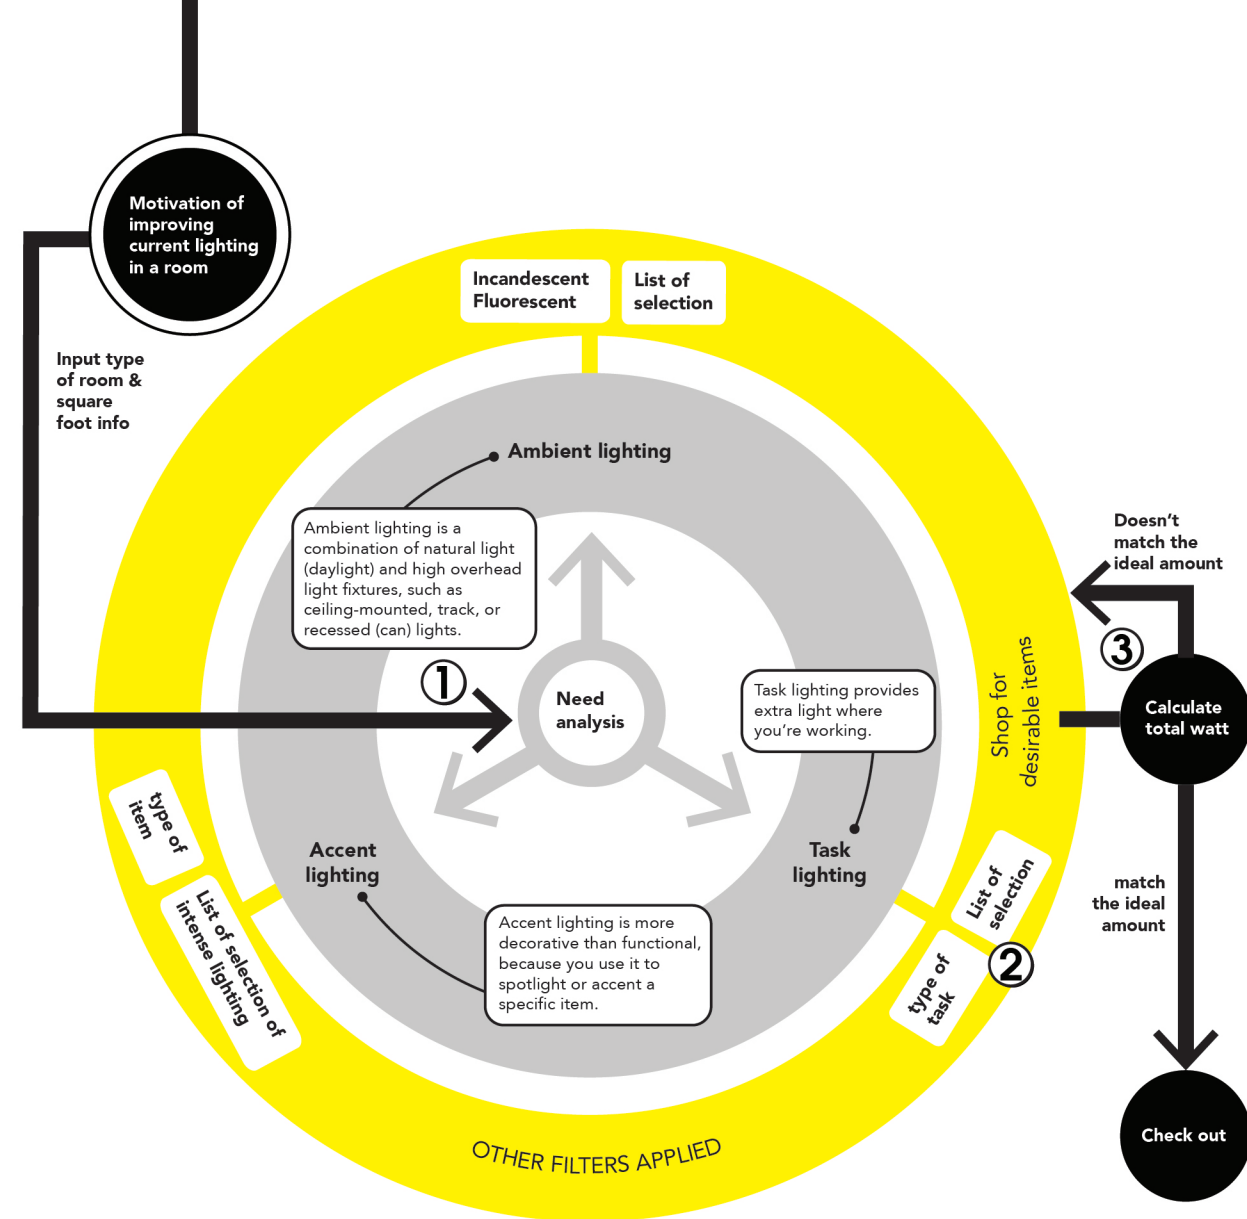 Motivation of
improving
current lighting
in a room
Input type
of room &
square
foot info
Incandescent
Fluorescent
List of
selection
Ambient lighting
Ambient lighting is a
combination of natural light
(daylight) and high overhead
light fixtures, such as
ceiling-mounted, track, or
recessed (can) lights.
1
Need
analysis
Task lighting provides
extra light where
you're working.
Task
lighting
Accent
lighting
Accent lighting is more
decorative than functional,
because you use it to
spotlight or accent a
specific item.
type of
item
List of selection of
intense lighting
List of
selection
2
type of
task
Shop for
desirable items
OTHER FILTERS APPLIED
Doesn't
match the
ideal amount
3
Calculate
total watt
match
the ideal
amount
Check out